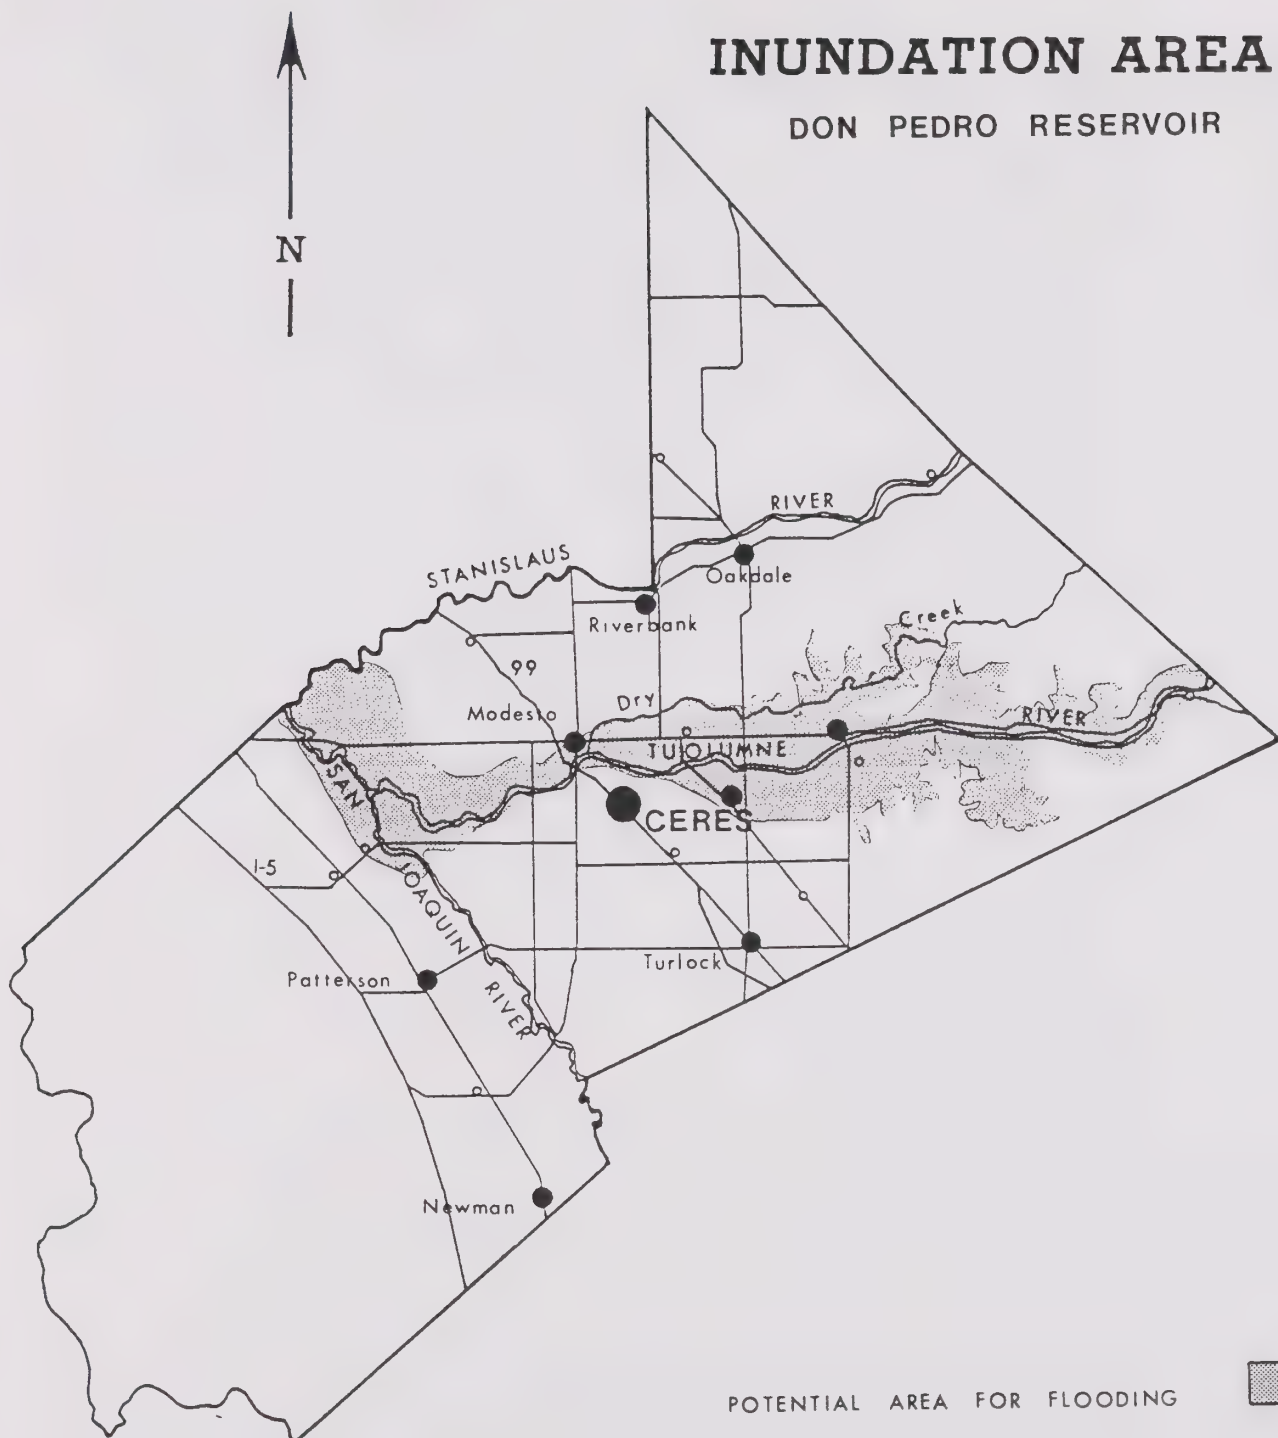 INUNDATION AREA
DON PEDRO RESERVOIR
N
RIVER
STANISLAUS
Oakdale
Riverbank
Creek
99
Dry
Modesto
RIVER
TUOLUMNE
SAN
CERES
I-5
JOAQUIN
Turlock
Patterson
RIVER
Newman
POTENTIAL AREA FOR FLOODING